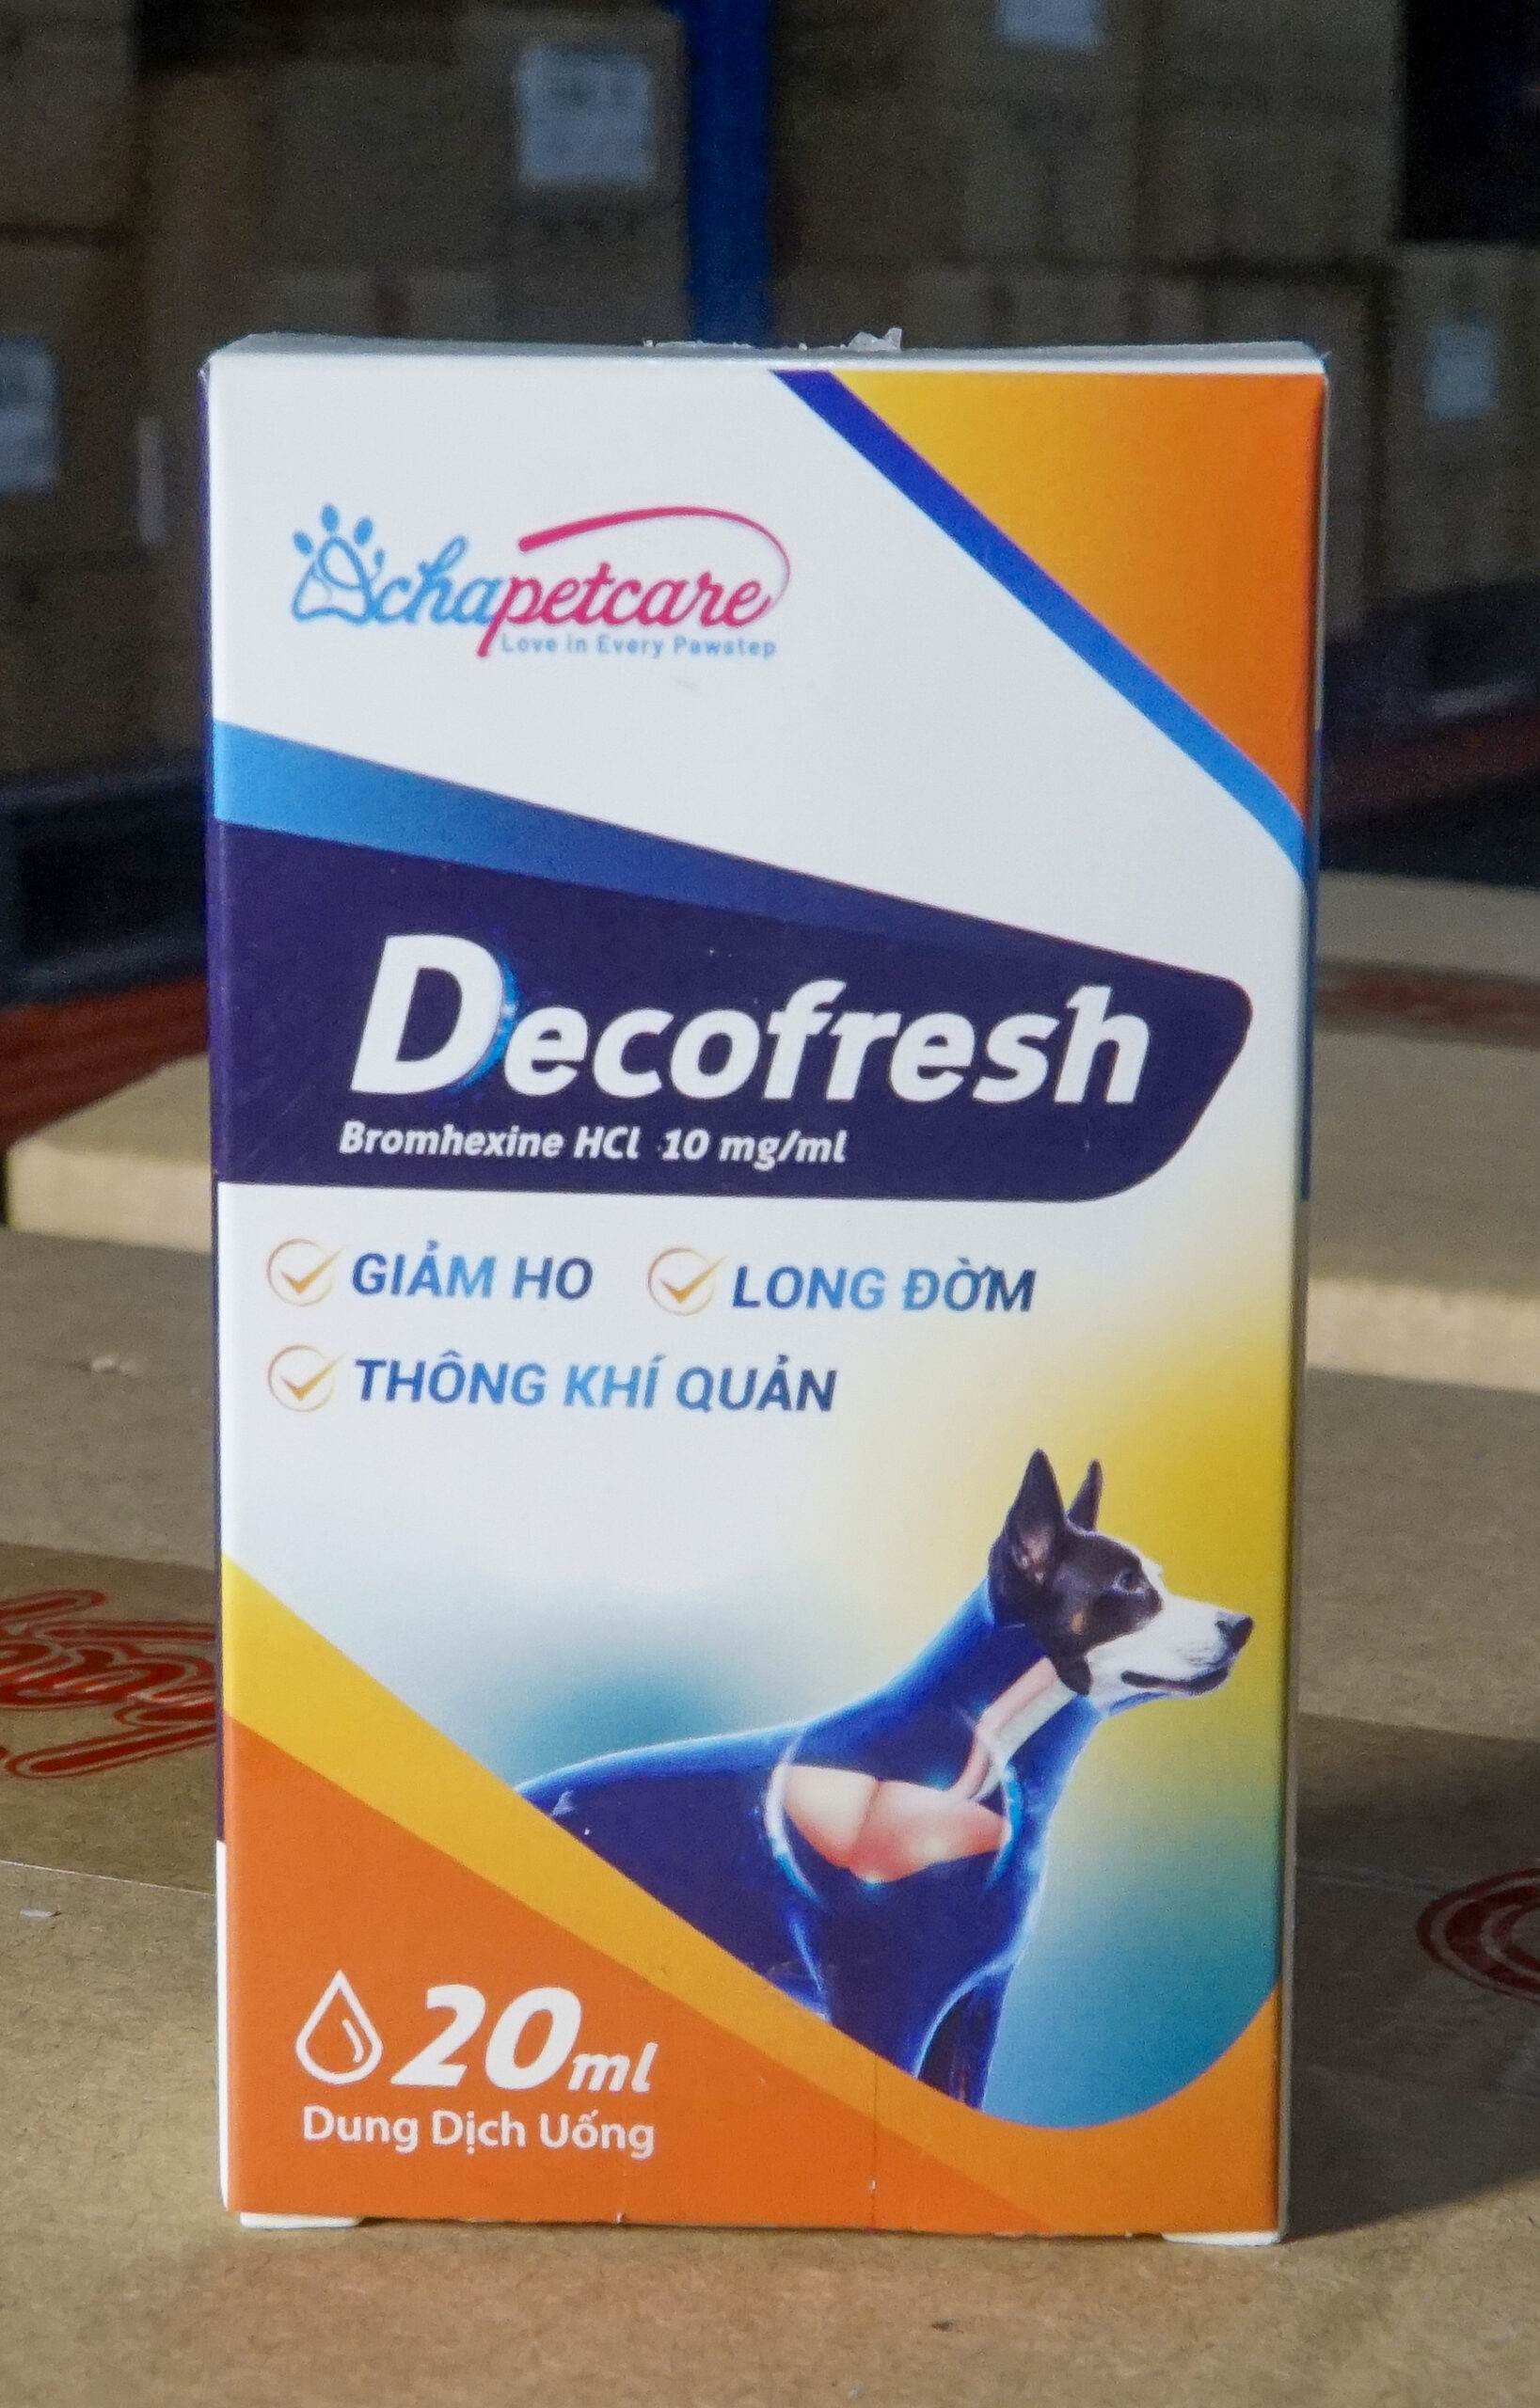 achapetcare
Love in Every Pawstep
Decofresh
Bromhexine HCl 10 mg/ml
GIẢM HO LONG ĐỜM
THÔNG KHÍ QUẢN
20ml
Dung Dịch Uống